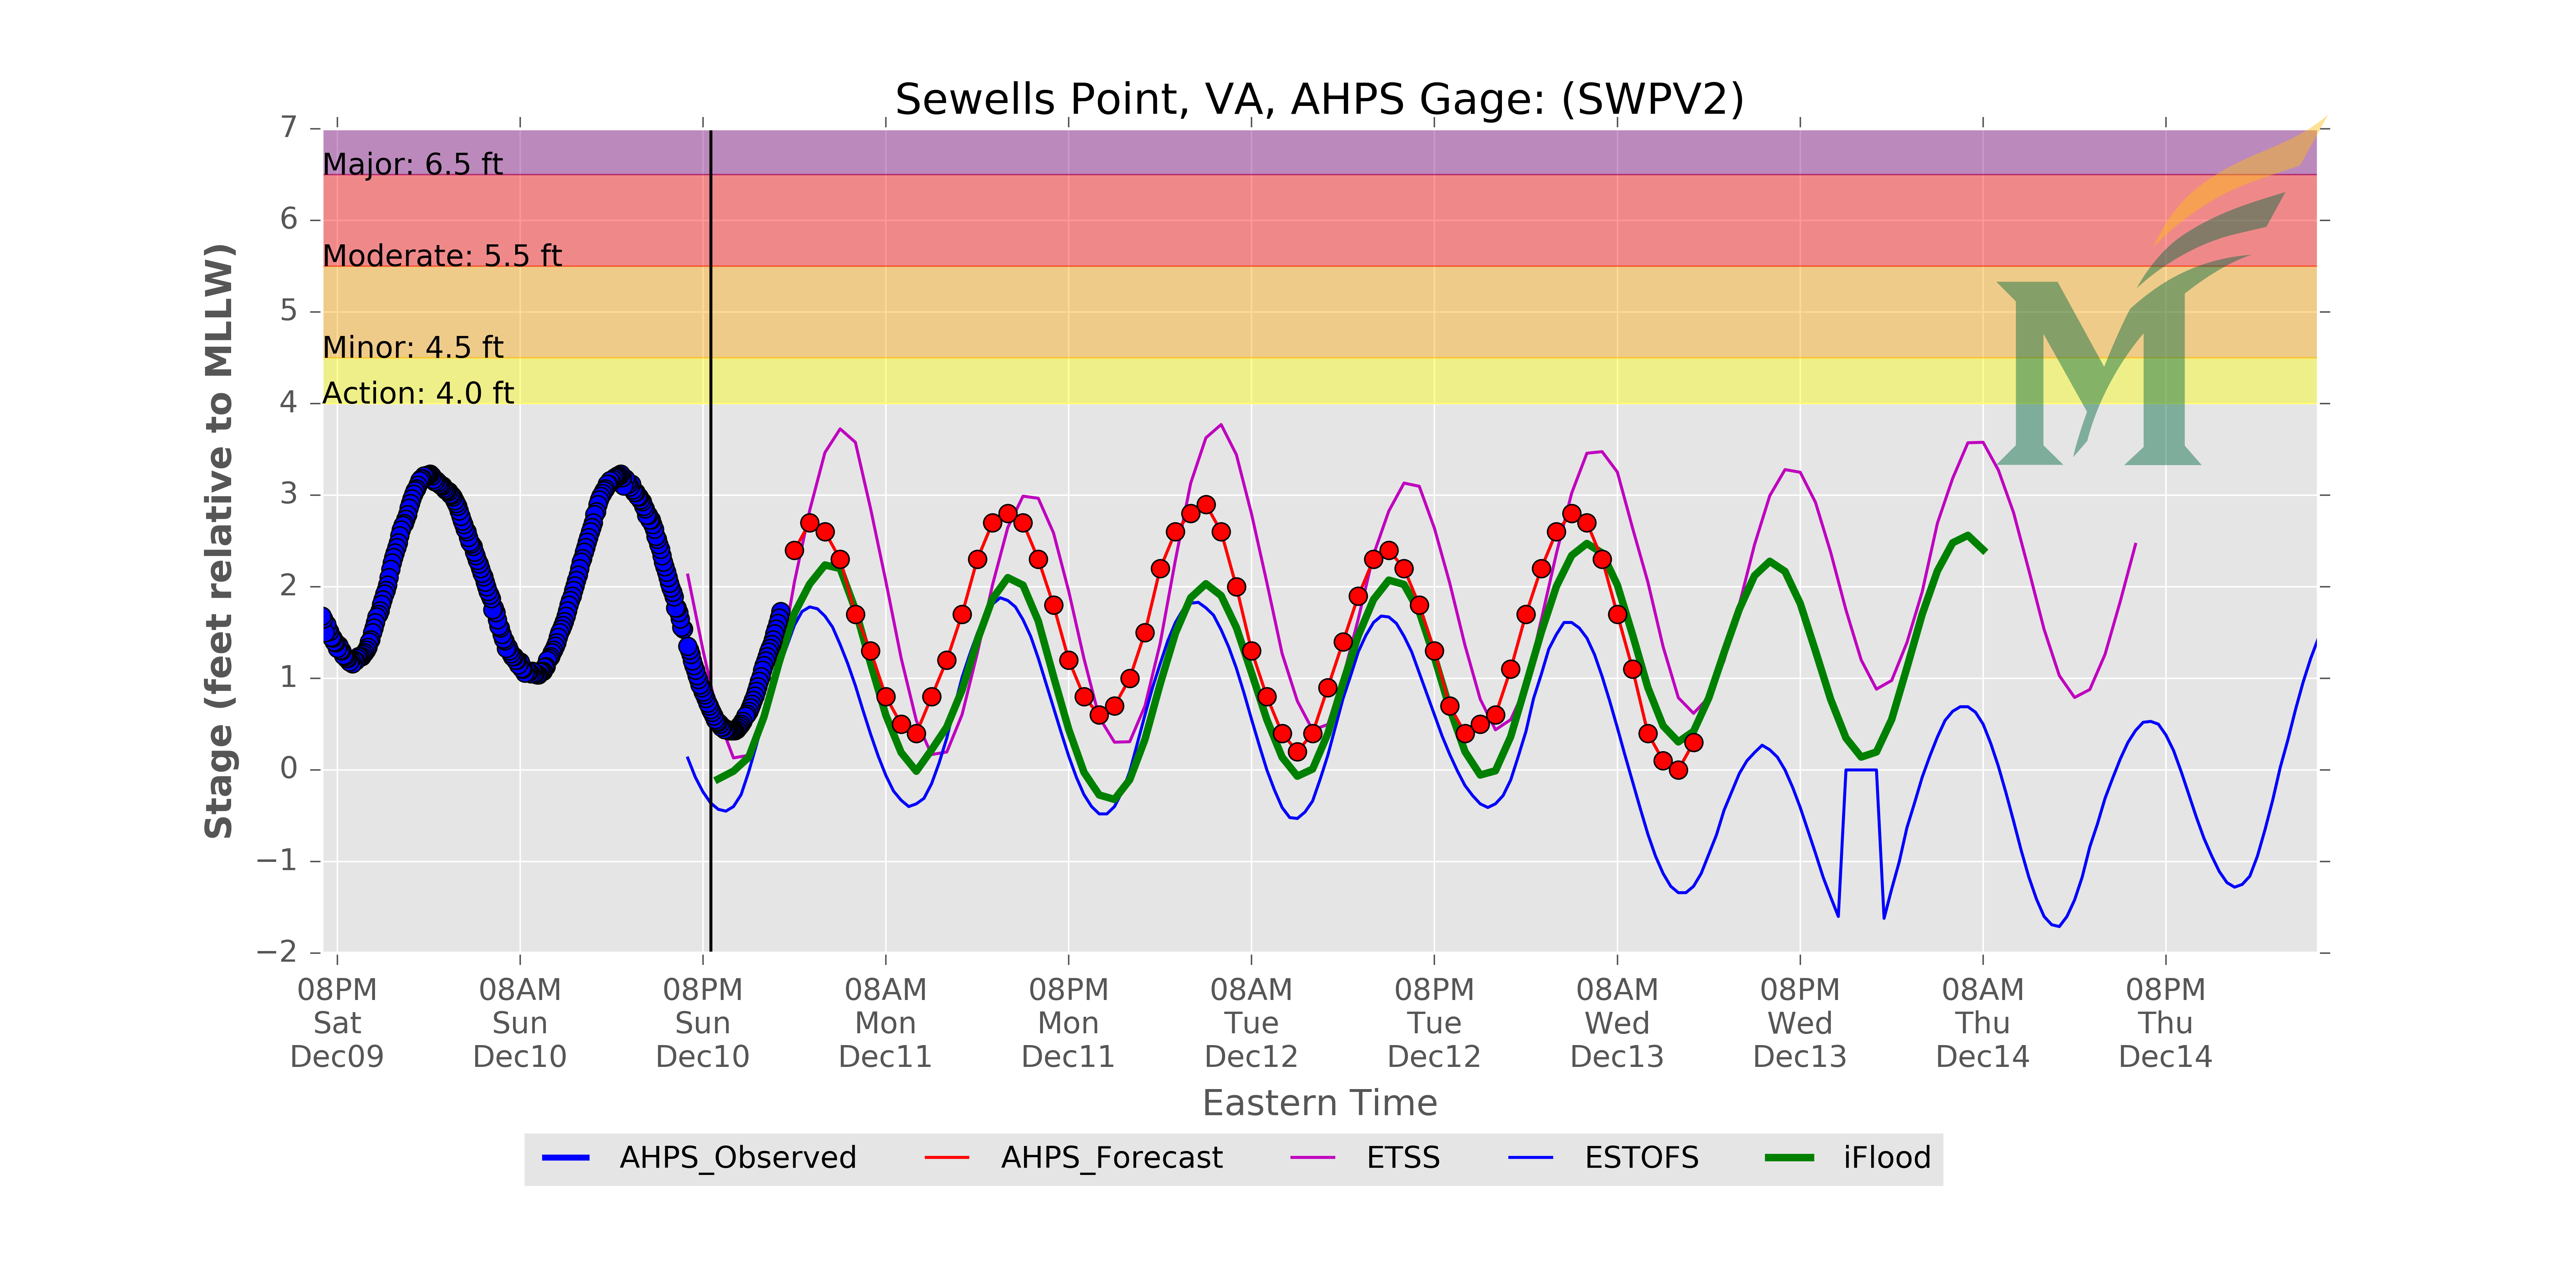 Sewells Point, VA, AHPS Gage: (SWPV2)
Stage (feet relative to MLLW)
7
6
5
4
3
2
1
0
−1
−2
Major: 6.5 ft
Moderate: 5.5 ft
Minor: 4.5 ft
Action: 4.0 ft
M
08PM 08AM 08PM 08AM 08PM 08AM 08PM 08AM 08PM 08AM 08PM
Sat Sun Sun Mon Mon Tue Tue Wed Wed Thu Thu
Dec09 Dec10 Dec10 Dec11 Dec11 Dec12 Dec12 Dec13 Dec13 Dec14 Dec14
Eastern Time
AHPS_Observed AHPS_Forecast ETSS ESTOFS iFlood